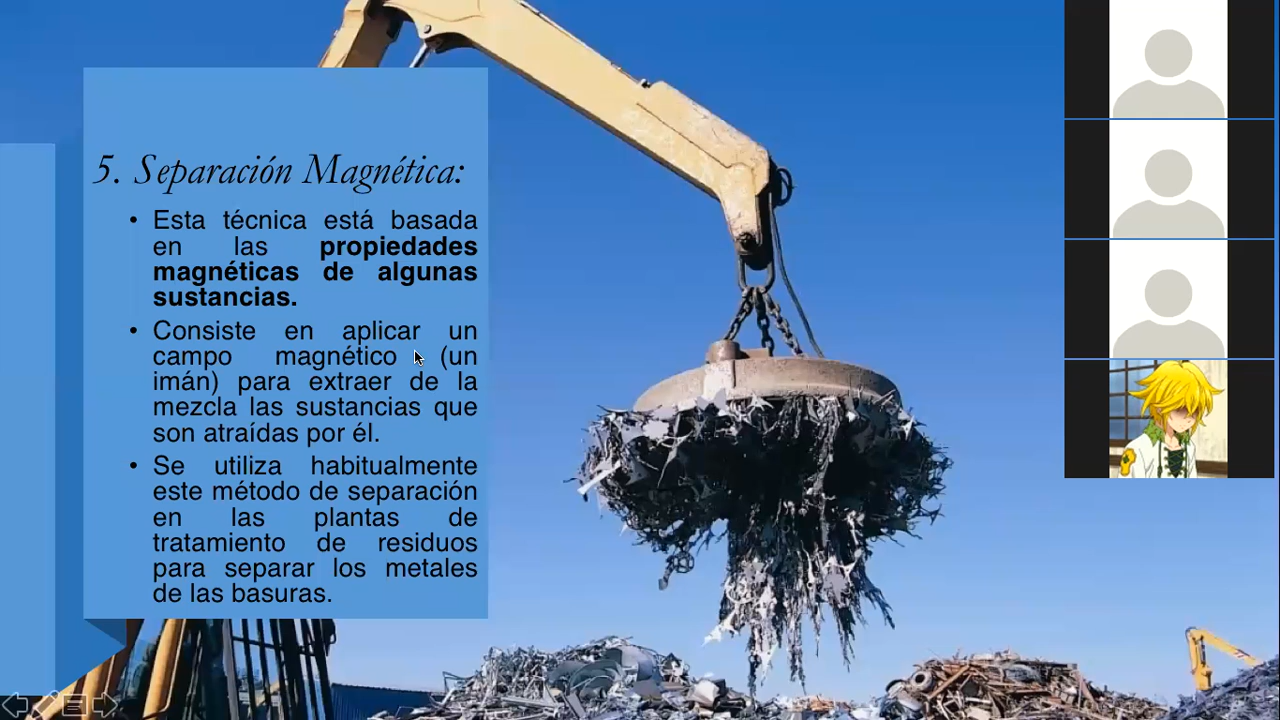 5. Separación Magnética:
• Esta técnica está basada
en las propiedades
magnéticas de algunas
sustancias.
• Consiste en aplicar un
campo magnético (un
imán) para extraer de la
mezcla las sustancias que
son atraídas por él.
• Se utiliza habitualmente
este método de separación
en las plantas de
tratamiento de residuos
para separar los metales
de las basuras.